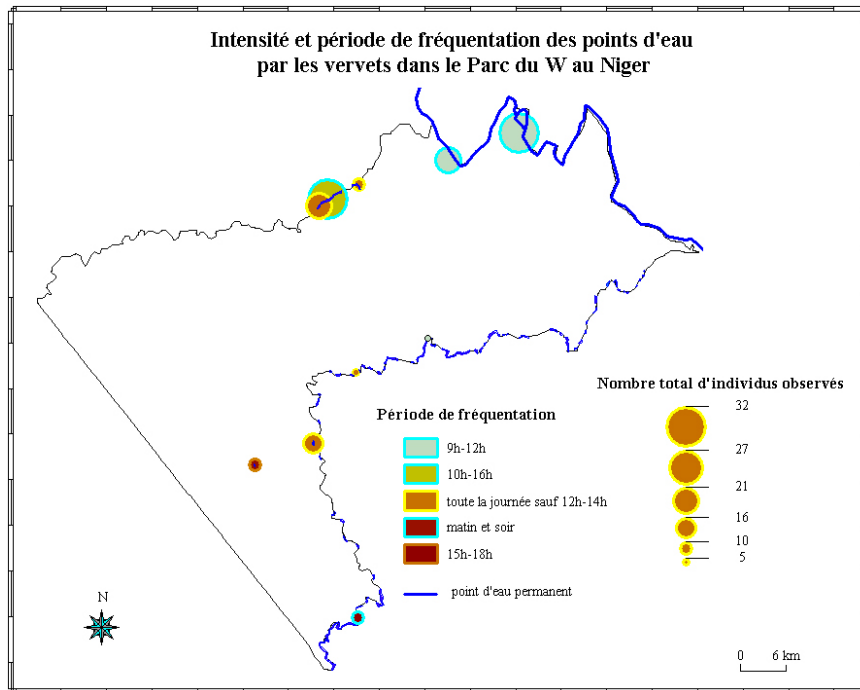 Intensité et période de fréquentation des points d'eau
par les vervets dans le Parc du W au Niger
Période de fréquentation
9h-12h
10h-16h
toute la journée sauf 12h-14h
matin et soir
15h-18h
point d'eau permanent
Nombre total d'individus observés
32
27
21
16
10
5
N
0 6 km